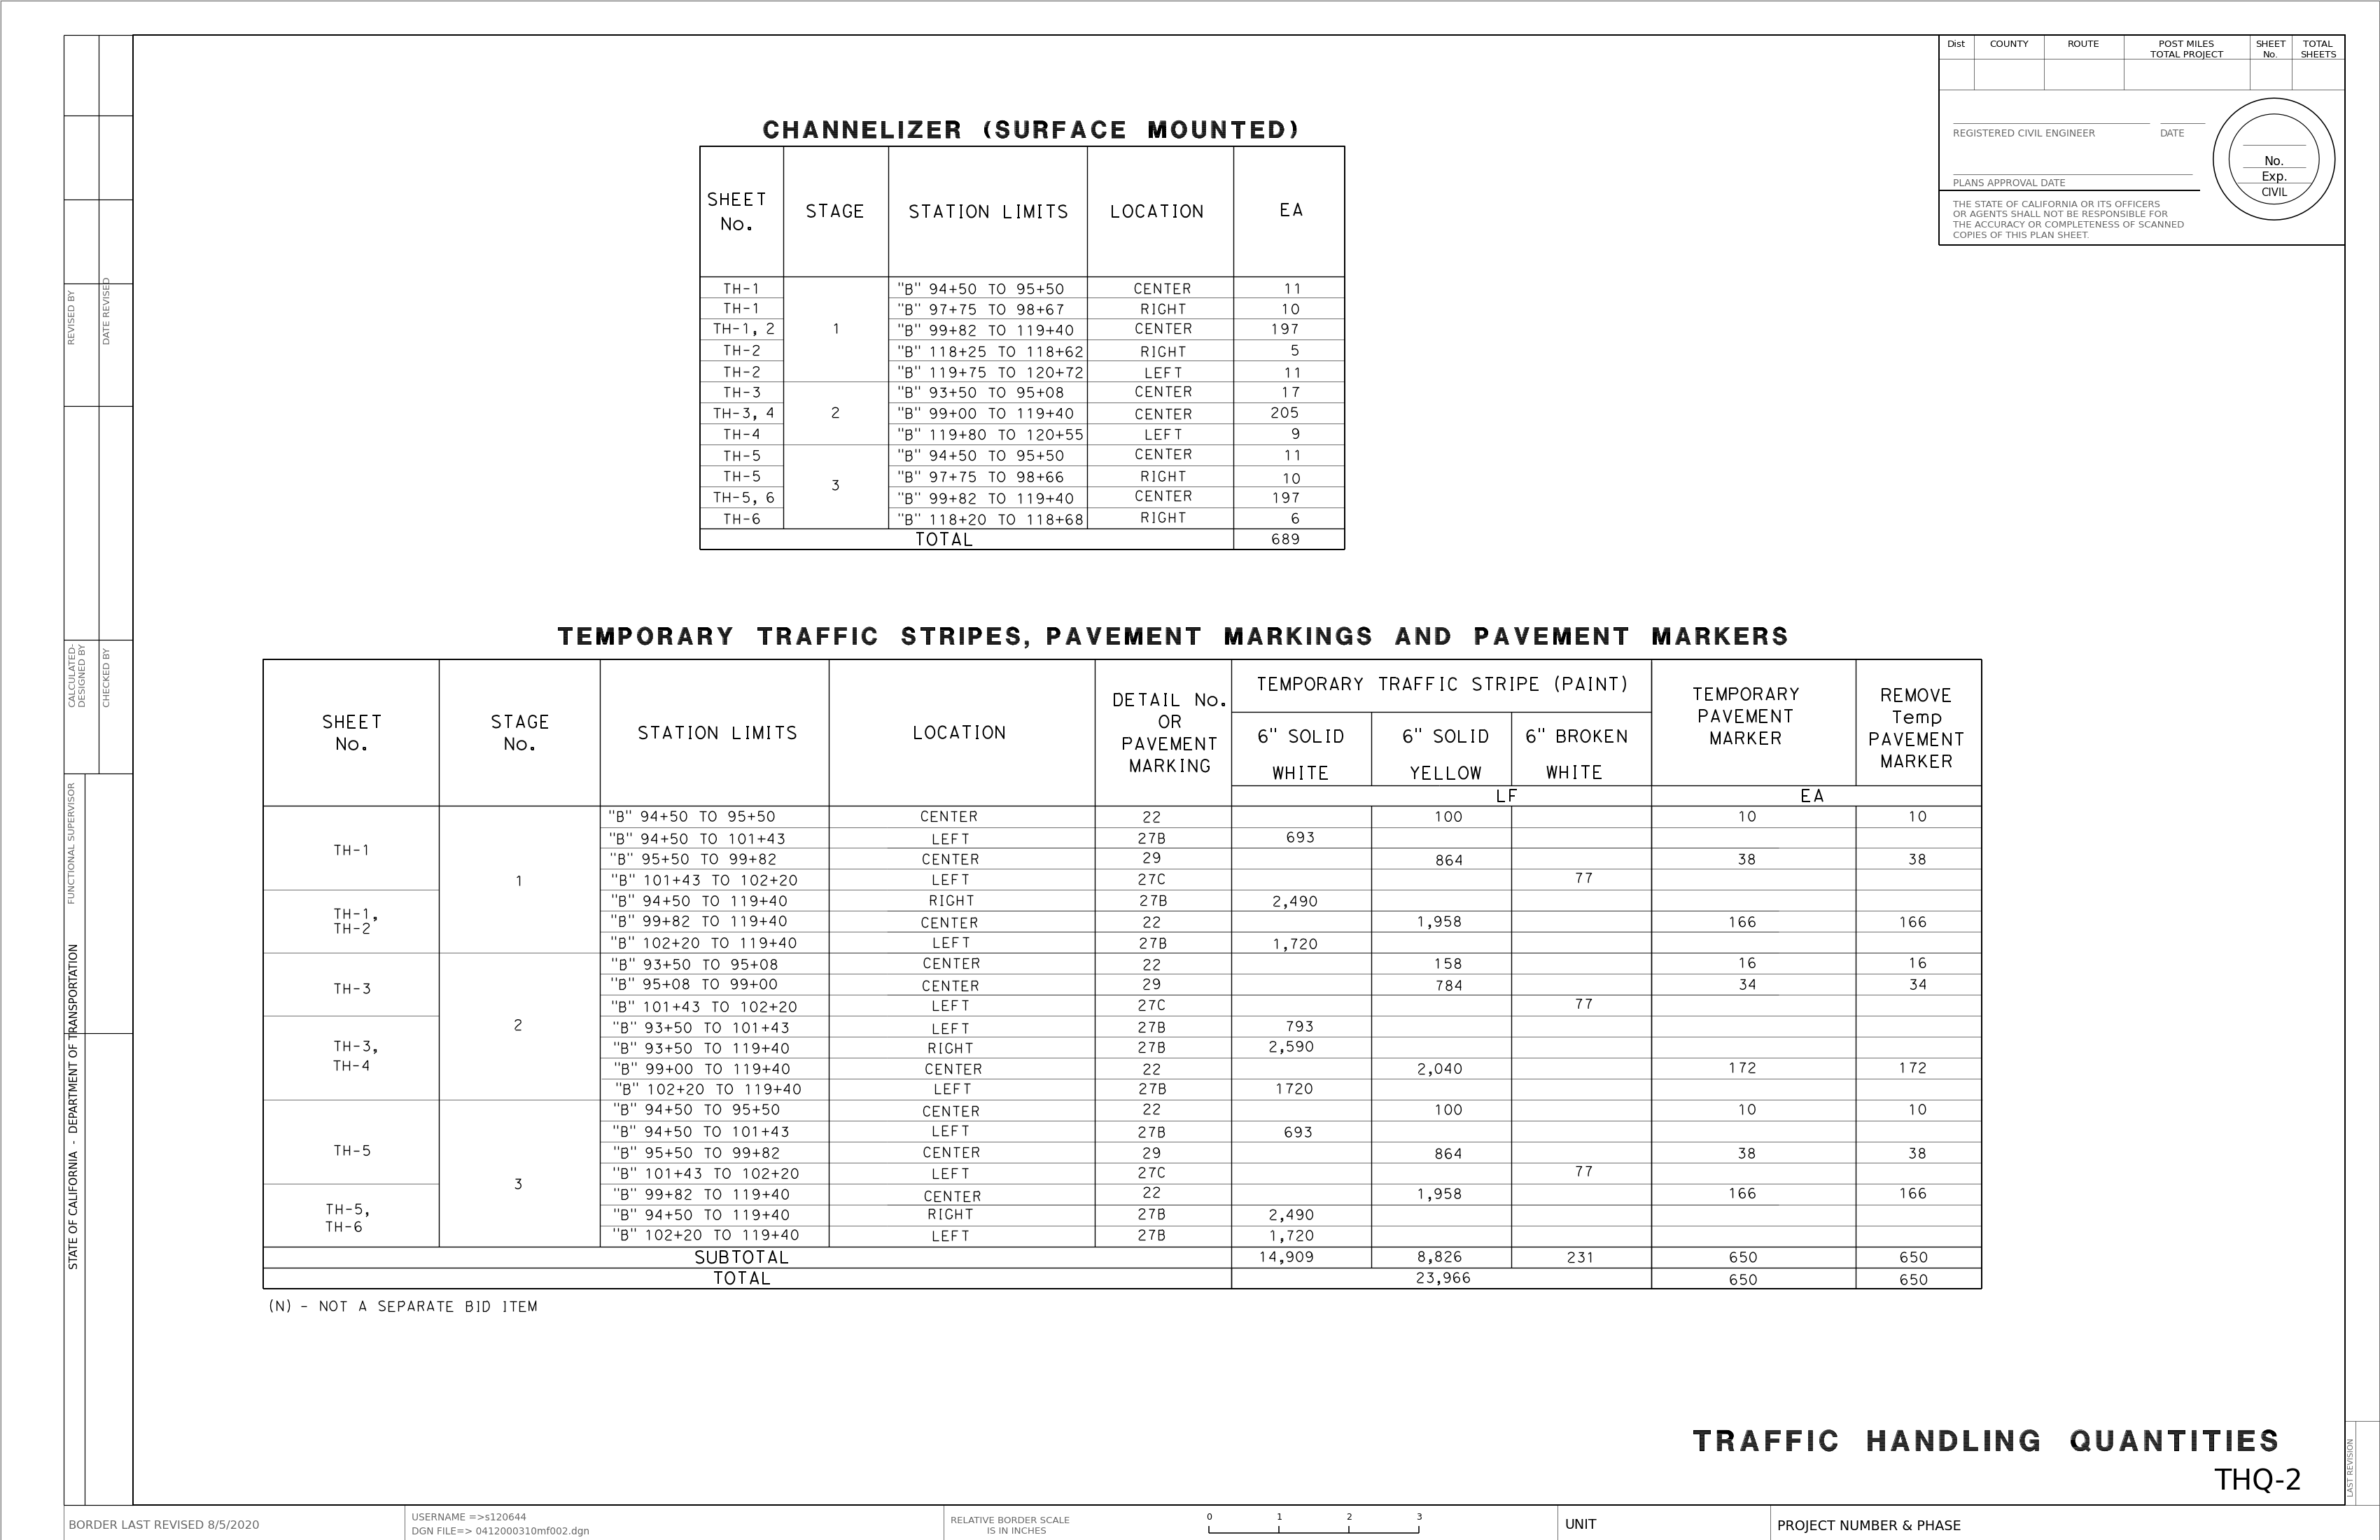 Dist COUNTY ROUTE POST MILES TOTAL PROJECT SHEET No. TOTAL SHEETS
REGISTERED CIVIL ENGINEER DATE
PLANS APPROVAL DATE
No.
Exp.
CIVIL
THE STATE OF CALIFORNIA OR ITS OFFICERS
OR AGENTS SHALL NOT BE RESPONSIBLE FOR
THE ACCURACY OR COMPLETENESS OF SCANNED
COPIES OF THIS PLAN SHEET.
CHANNELIZER (SURFACE MOUNTED)
SHEET No. STAGE STATION LIMITS LOCATION EA
TH-1 1 "B" 94+50 TO 95+50 CENTER 11
TH-1 "B" 97+75 TO 98+67 RIGHT 10
TH-1, 2 "B" 99+82 TO 119+40 CENTER 197
TH-2 "B" 118+25 TO 118+62 RIGHT 5
TH-2 "B" 119+75 TO 120+72 LEFT 11
TH-3 2 "B" 93+50 TO 95+08 CENTER 17
TH-3, 4 "B" 99+00 TO 119+40 CENTER 205
TH-4 "B" 119+80 TO 120+55 LEFT 9
TH-5 3 "B" 94+50 TO 95+50 CENTER 11
TH-5 "B" 97+75 TO 98+66 RIGHT 10
TH-5, 6 "B" 99+82 TO 119+40 CENTER 197
TH-6 "B" 118+20 TO 118+68 RIGHT 6
TOTAL 689
TEMPORARY TRAFFIC STRIPES, PAVEMENT MARKINGS AND PAVEMENT MARKERS
SHEET No. STAGE No. STATION LIMITS LOCATION DETAIL No. OR PAVEMENT MARKING TEMPORARY TRAFFIC STRIPE (PAINT) TEMPORARY PAVEMENT MARKER REMOVE Temp PAVEMENT MARKER
6" SOLID WHITE 6" SOLID YELLOW 6" BROKEN WHITE
LF EA
TH-1 1 "B" 94+50 TO 95+50 CENTER 22 100 10 10
"B" 94+50 TO 101+43 LEFT 27B 693
"B" 95+50 TO 99+82 CENTER 29 864 38 38
"B" 101+43 TO 102+20 LEFT 27C 77
TH-1, TH-2 "B" 94+50 TO 119+40 RIGHT 27B 2,490
"B" 99+82 TO 119+40 CENTER 22 1,958 166 166
"B" 102+20 TO 119+40 LEFT 27B 1,720
TH-3 2 "B" 93+50 TO 95+08 CENTER 22 158 16 16
"B" 95+08 TO 99+00 CENTER 29 784 34 34
"B" 101+43 TO 102+20 LEFT 27C 77
TH-3, TH-4 "B" 93+50 TO 101+43 LEFT 27B 793
"B" 93+50 TO 119+40 RIGHT 27B 2,590
"B" 99+00 TO 119+40 CENTER 22 2,040 172 172
"B" 102+20 TO 119+40 LEFT 27B 1720
TH-5 3 "B" 94+50 TO 95+50 CENTER 22 100 10 10
"B" 94+50 TO 101+43 LEFT 27B 693
"B" 95+50 TO 99+82 CENTER 29 864 38 38
"B" 101+43 TO 102+20 LEFT 27C 77
TH-5, TH-6 "B" 99+82 TO 119+40 CENTER 22 1,958 166 166
"B" 94+50 TO 119+40 RIGHT 27B 2,490
"B" 102+20 TO 119+40 LEFT 27B 1,720
SUBTOTAL 14,909 8,826 231 650 650
TOTAL 23,966 650 650
(N) - NOT A SEPARATE BID ITEM
TRAFFIC HANDLING QUANTITIES
THQ-2
REVISED BY
DATE REVISED
CALCULATED-
DESIGNED BY
CHECKED BY
FUNCTIONAL SUPERVISOR
STATE OF CALIFORNIA - DEPARTMENT OF TRANSPORTATION
LAST REVISION
BORDER LAST REVISED 8/5/2020
USERNAME =>s120644
DGN FILE=> 0412000310mf002.dgn
RELATIVE BORDER SCALE
IS IN INCHES
0 1 2 3
UNIT
PROJECT NUMBER & PHASE